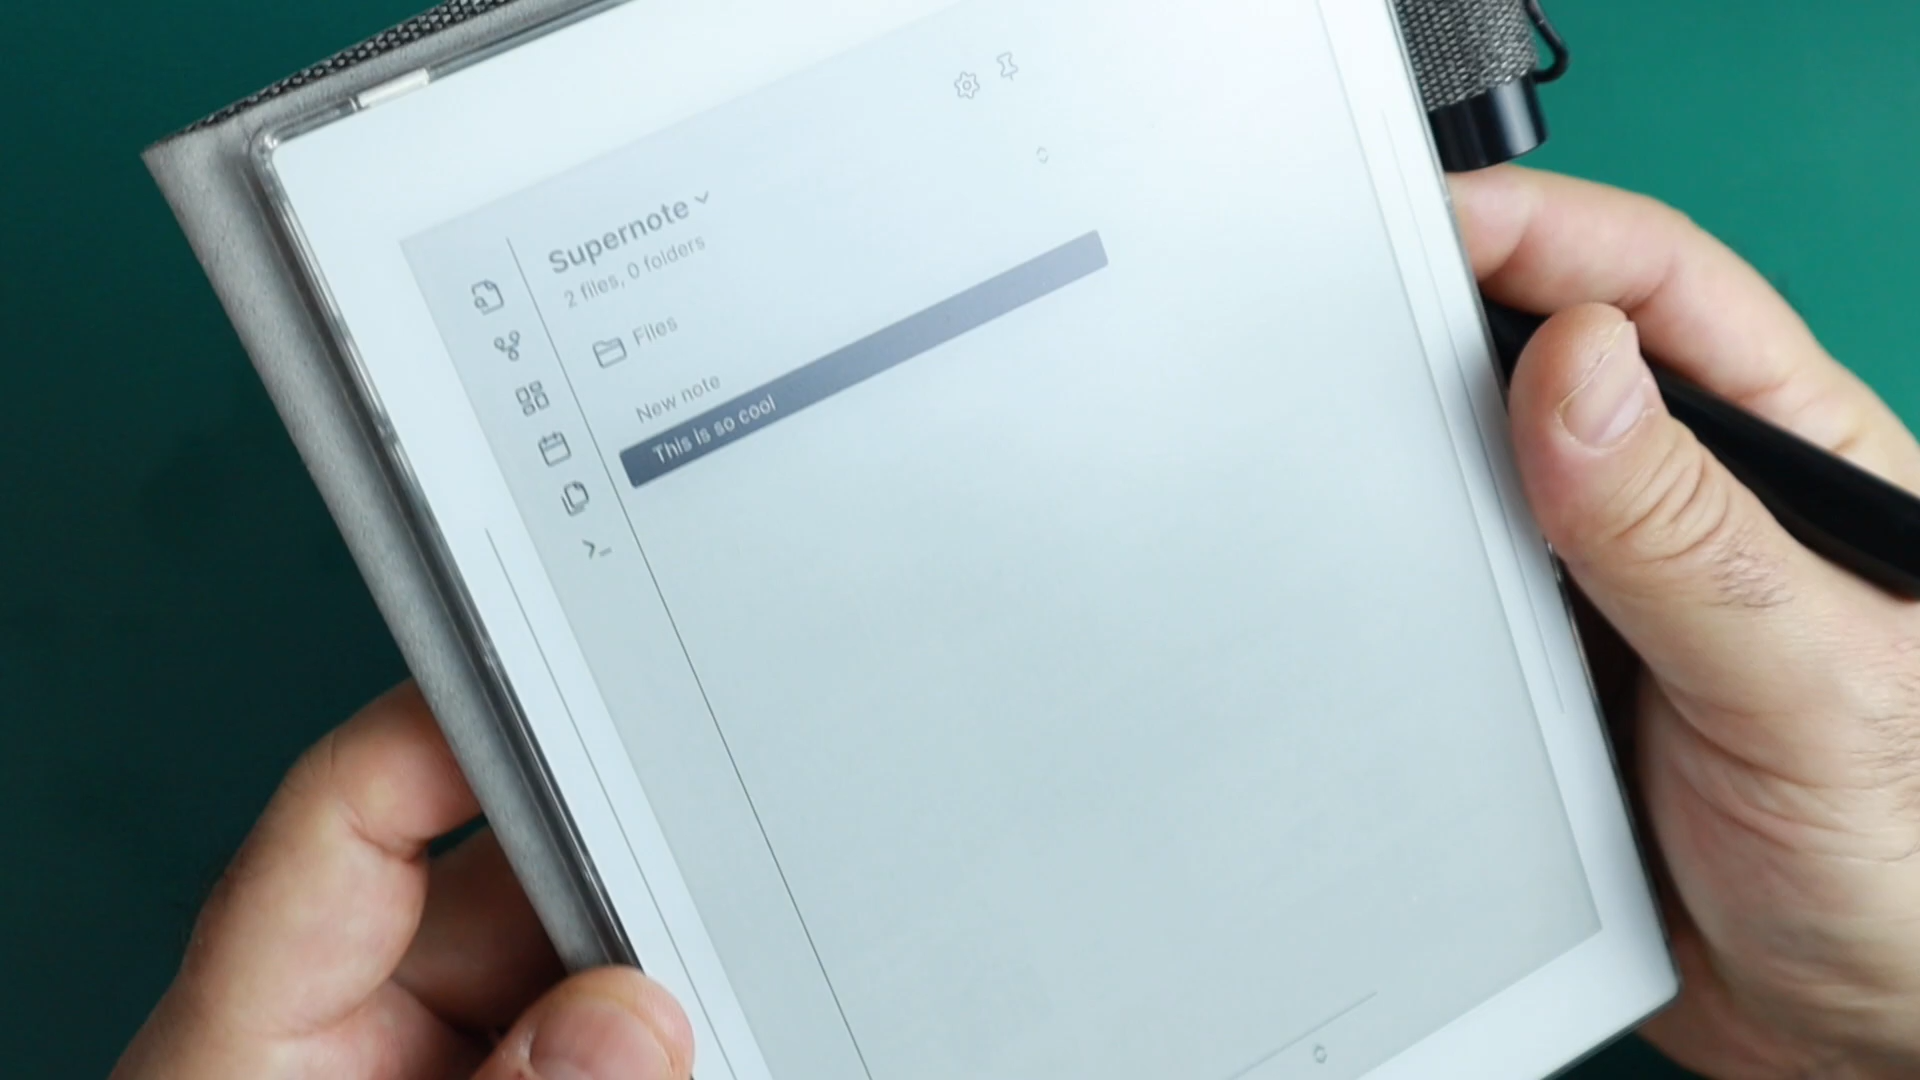 Supernote
2 files, 0 folders
Files
New note
This is so cool